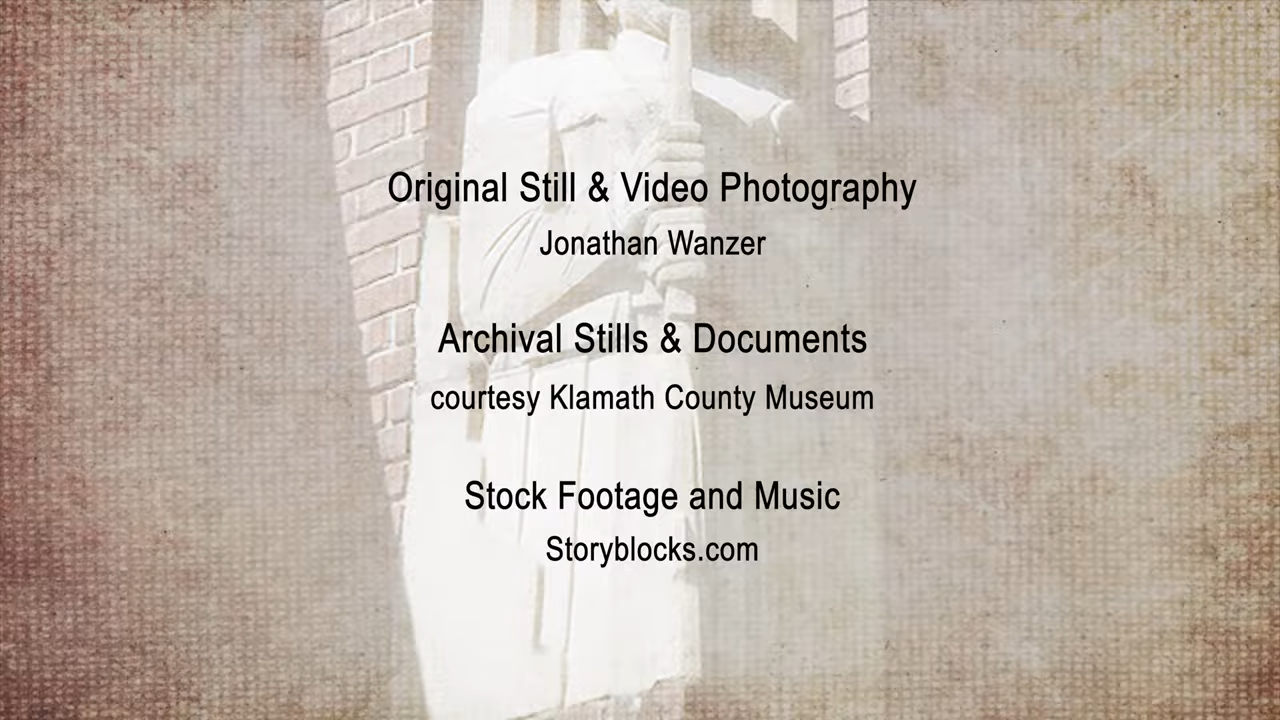 Original Still & Video Photography
Jonathan Wanzer
Archival Stills & Documents
courtesy Klamath County Museum
Stock Footage and Music
Storyblocks.com